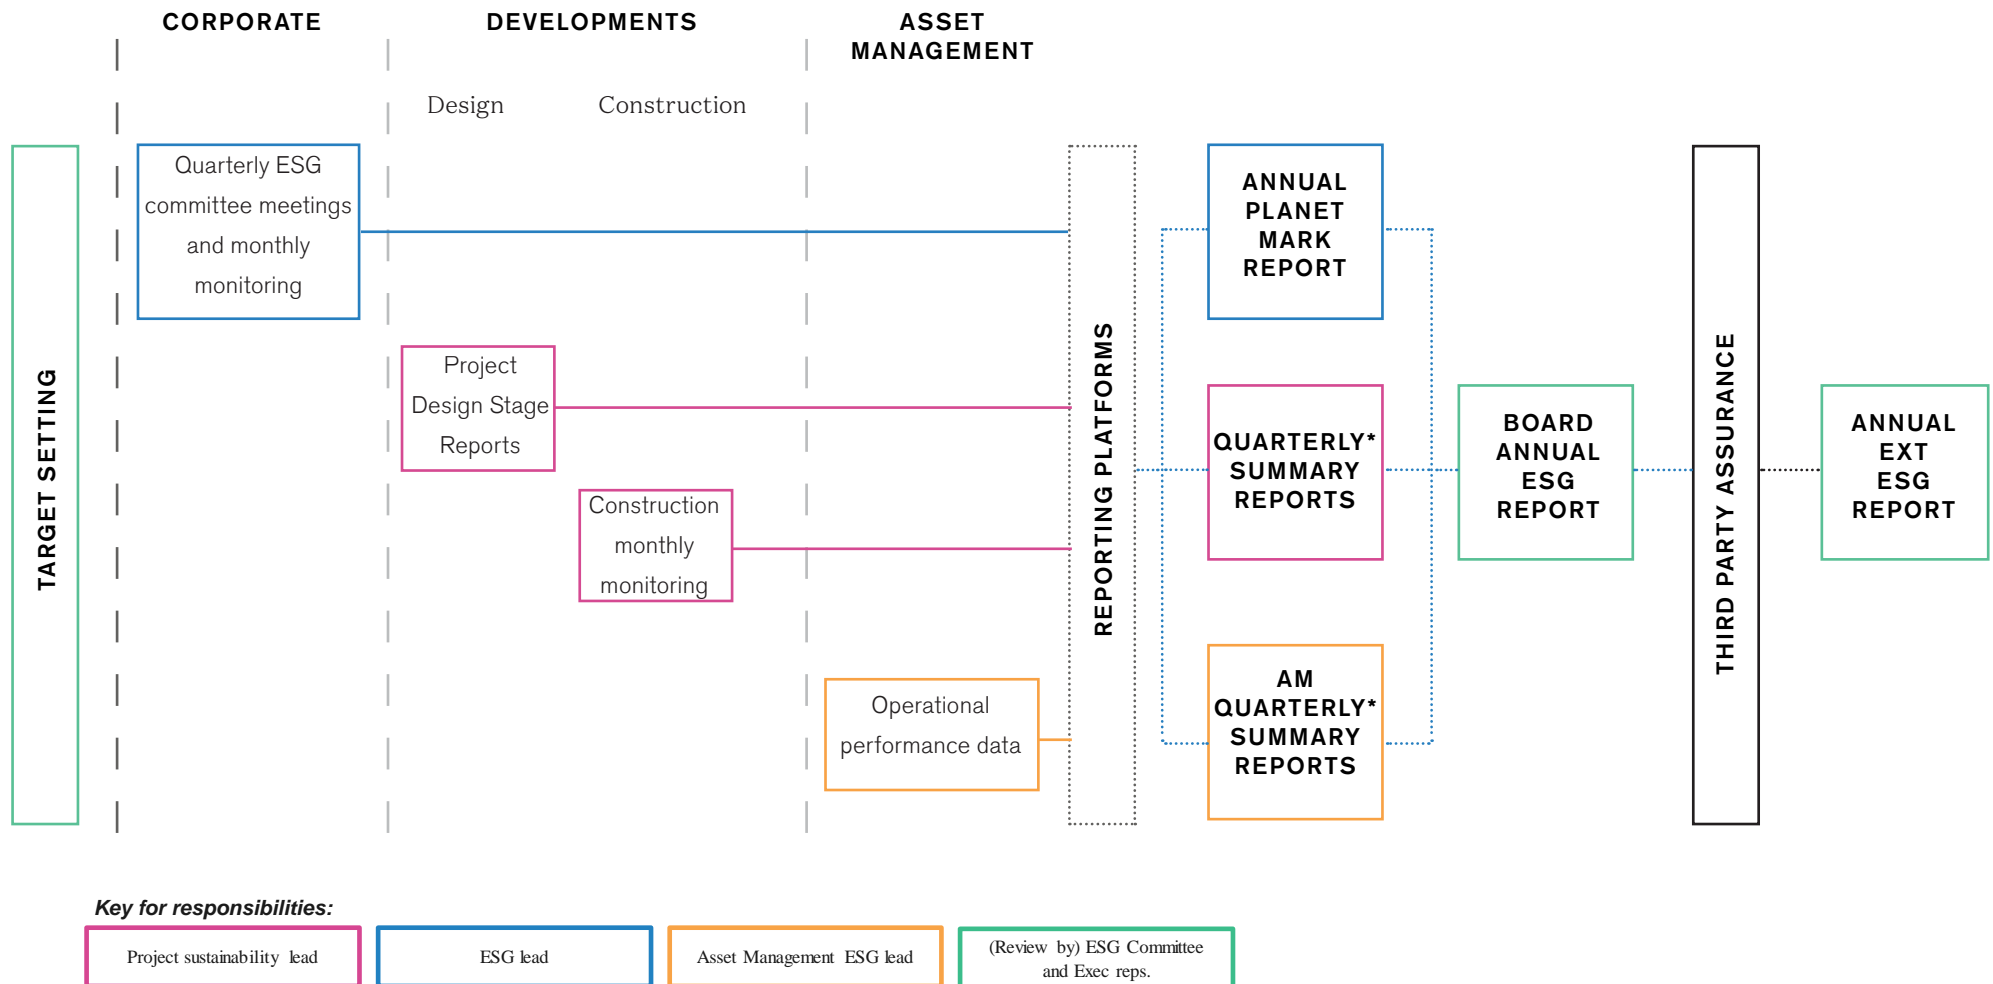 CORPORATE
DEVELOPMENTS
ASSET
MANAGEMENT
Design
Construction
TARGET SETTING
Quarterly ESG
committee meetings
and monthly
monitoring
Project
Design Stage
Reports
Construction
monthly
monitoring
Operational
performance data
REPORTING PLATFORMS
ANNUAL
PLANET
MARK
REPORT
QUARTERLY*
SUMMARY
REPORTS
AM
QUARTERLY*
SUMMARY
REPORTS
BOARD
ANNUAL
ESG
REPORT
THIRD PARTY ASSURANCE
ANNUAL
EXT
ESG
REPORT
Key for responsibilities:
Project sustainability lead
ESG lead
Asset Management ESG lead
(Review by) ESG Committee
and Exec reps.